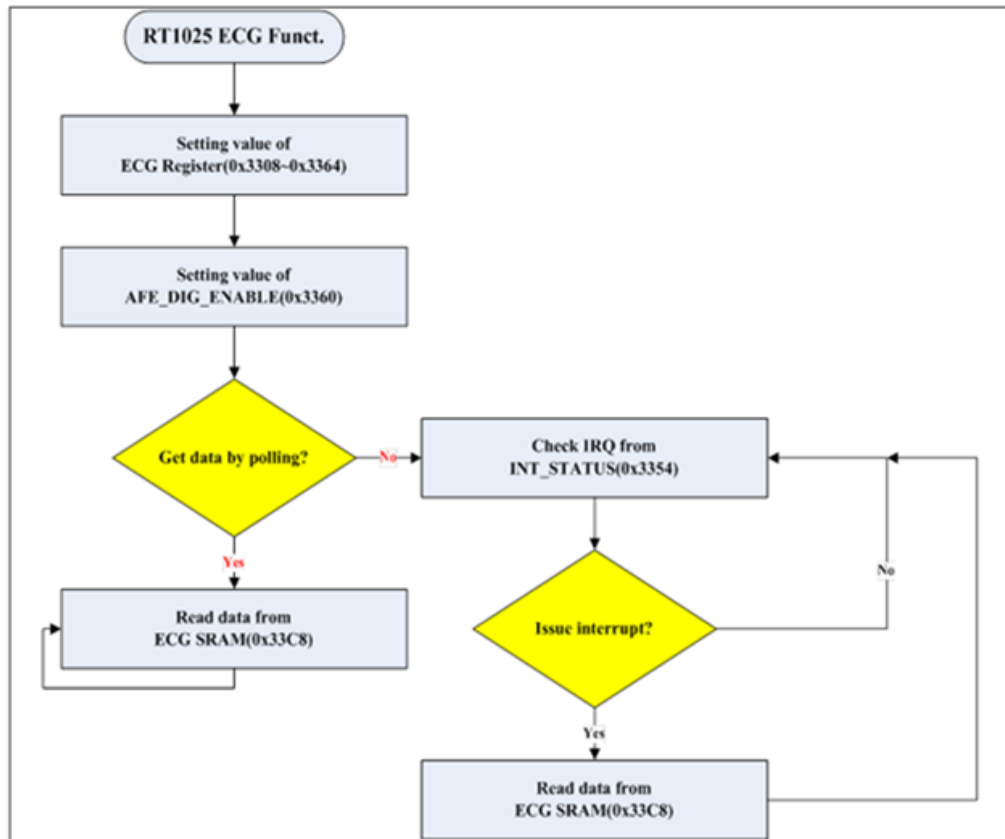 RT1025 ECG Funct.
Setting value of
ECG Register(0x3308~0x3364)
Setting value of
AFE_DIG_ENABLE(0x3360)
Get data by polling?
No
Check IRQ from
INT_STATUS(0x3354)
Yes
No
Read data from
ECG SRAM(0x33C8)
Issue interrupt?
Yes
Read data from
ECG SRAM(0x33C8)